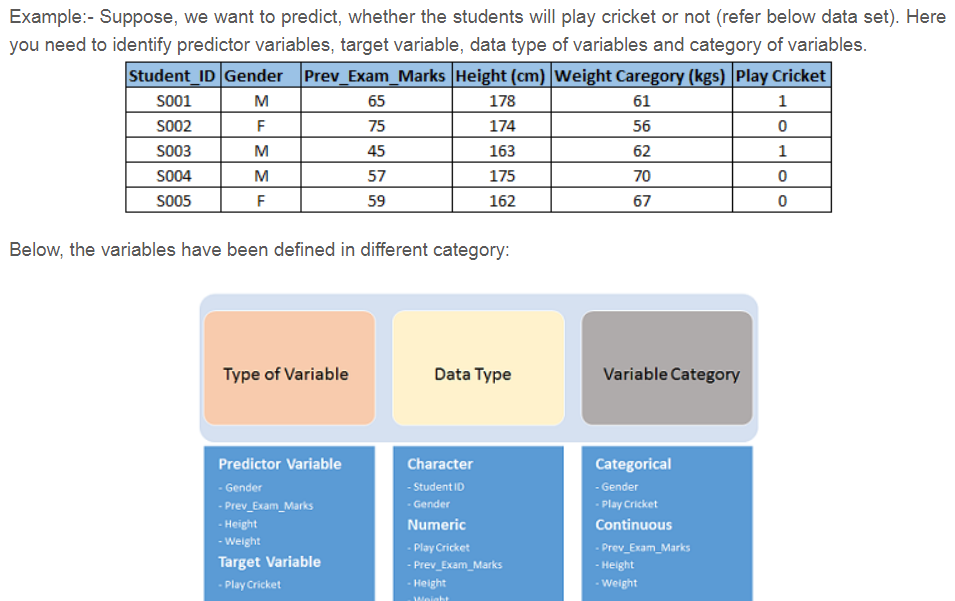 Example:- Suppose, we want to predict, whether the students will play cricket or not (refer below data set). Here
you need to identify predictor variables, target variable, data type of variables and category of variables.
Student_ID Gender Prev_Exam_Marks Height (cm) Weight Caregory (kgs) Play Cricket
S001 M 65 178 61 1
S002 F 75 174 56 0
S003 M 45 163 62 1
S004 M 57 175 70 0
S005 F 59 162 67 0
Below, the variables have been defined in different category:
Type of Variable
Data Type
Variable Category
Predictor Variable
- Gender
- Prev_Exam_Marks
- Height
- Weight
Target Variable
- Play Cricket
Character
- Student ID
- Gender
Numeric
- Play Cricket
- Prev_Exam_Marks
- Height
- Weight
Categorical
- Gender
- Play Cricket
Continuous
- Prev_Exam_Marks
- Height
- Weight